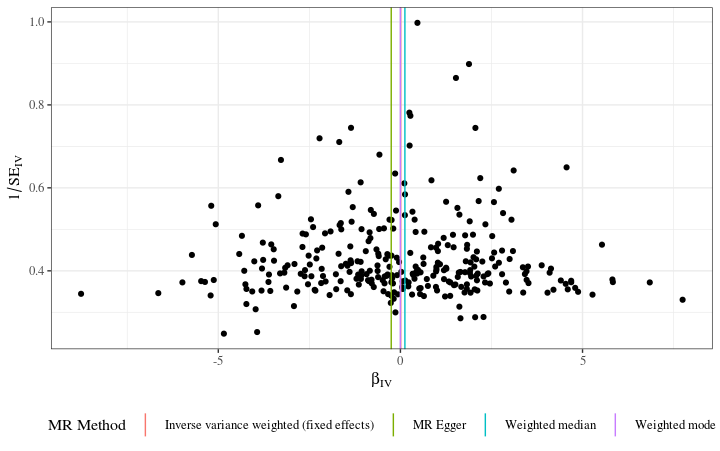 1.0
0.8
0.6
0.4
1/SE_IV
-5
0
5
β_IV
MR Method
Inverse variance weighted (fixed effects)
MR Egger
Weighted median
Weighted mode